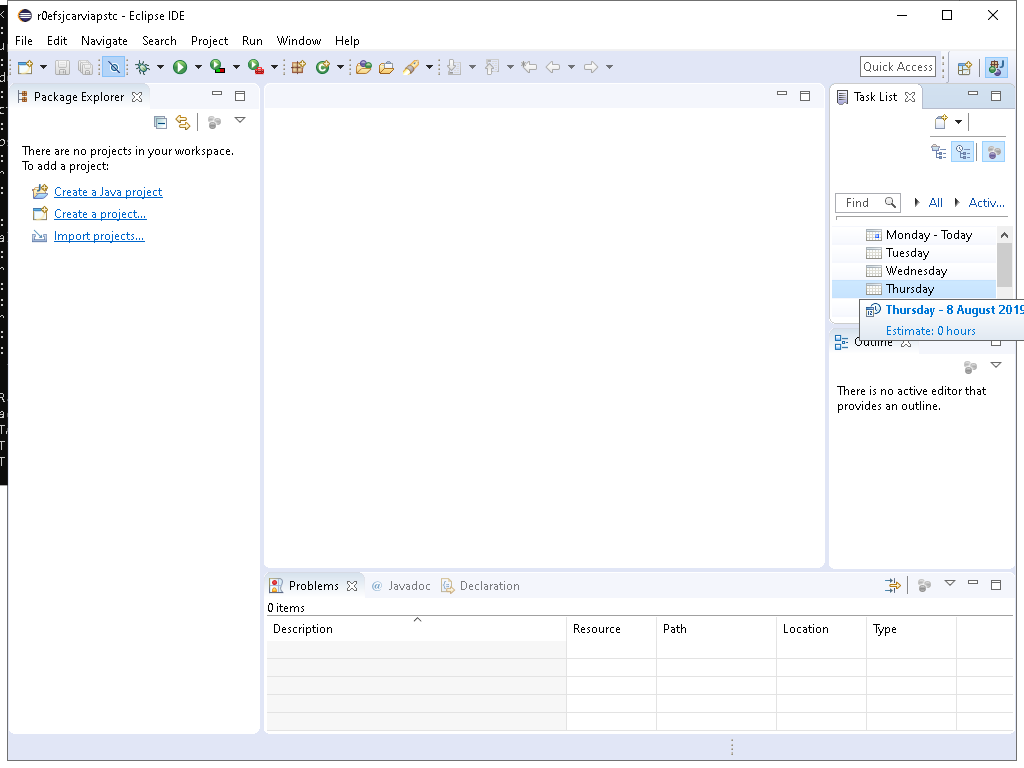 r0efsjcarviapstc - Eclipse IDE
File Edit Navigate Search Project Run Window Help
Quick Access
Package Explorer
There are no projects in your workspace.
To add a project:
Create a Java project
Create a project...
Import projects...
Task List
Find All Activ...
Monday - Today
Tuesday
Wednesday
Thursday
Thursday - 8 August 2019
Estimate: 0 hours
Outline
There is no active editor that
provides an outline.
Problems @ Javadoc Declaration
0 items
Description Resource Path Location Type